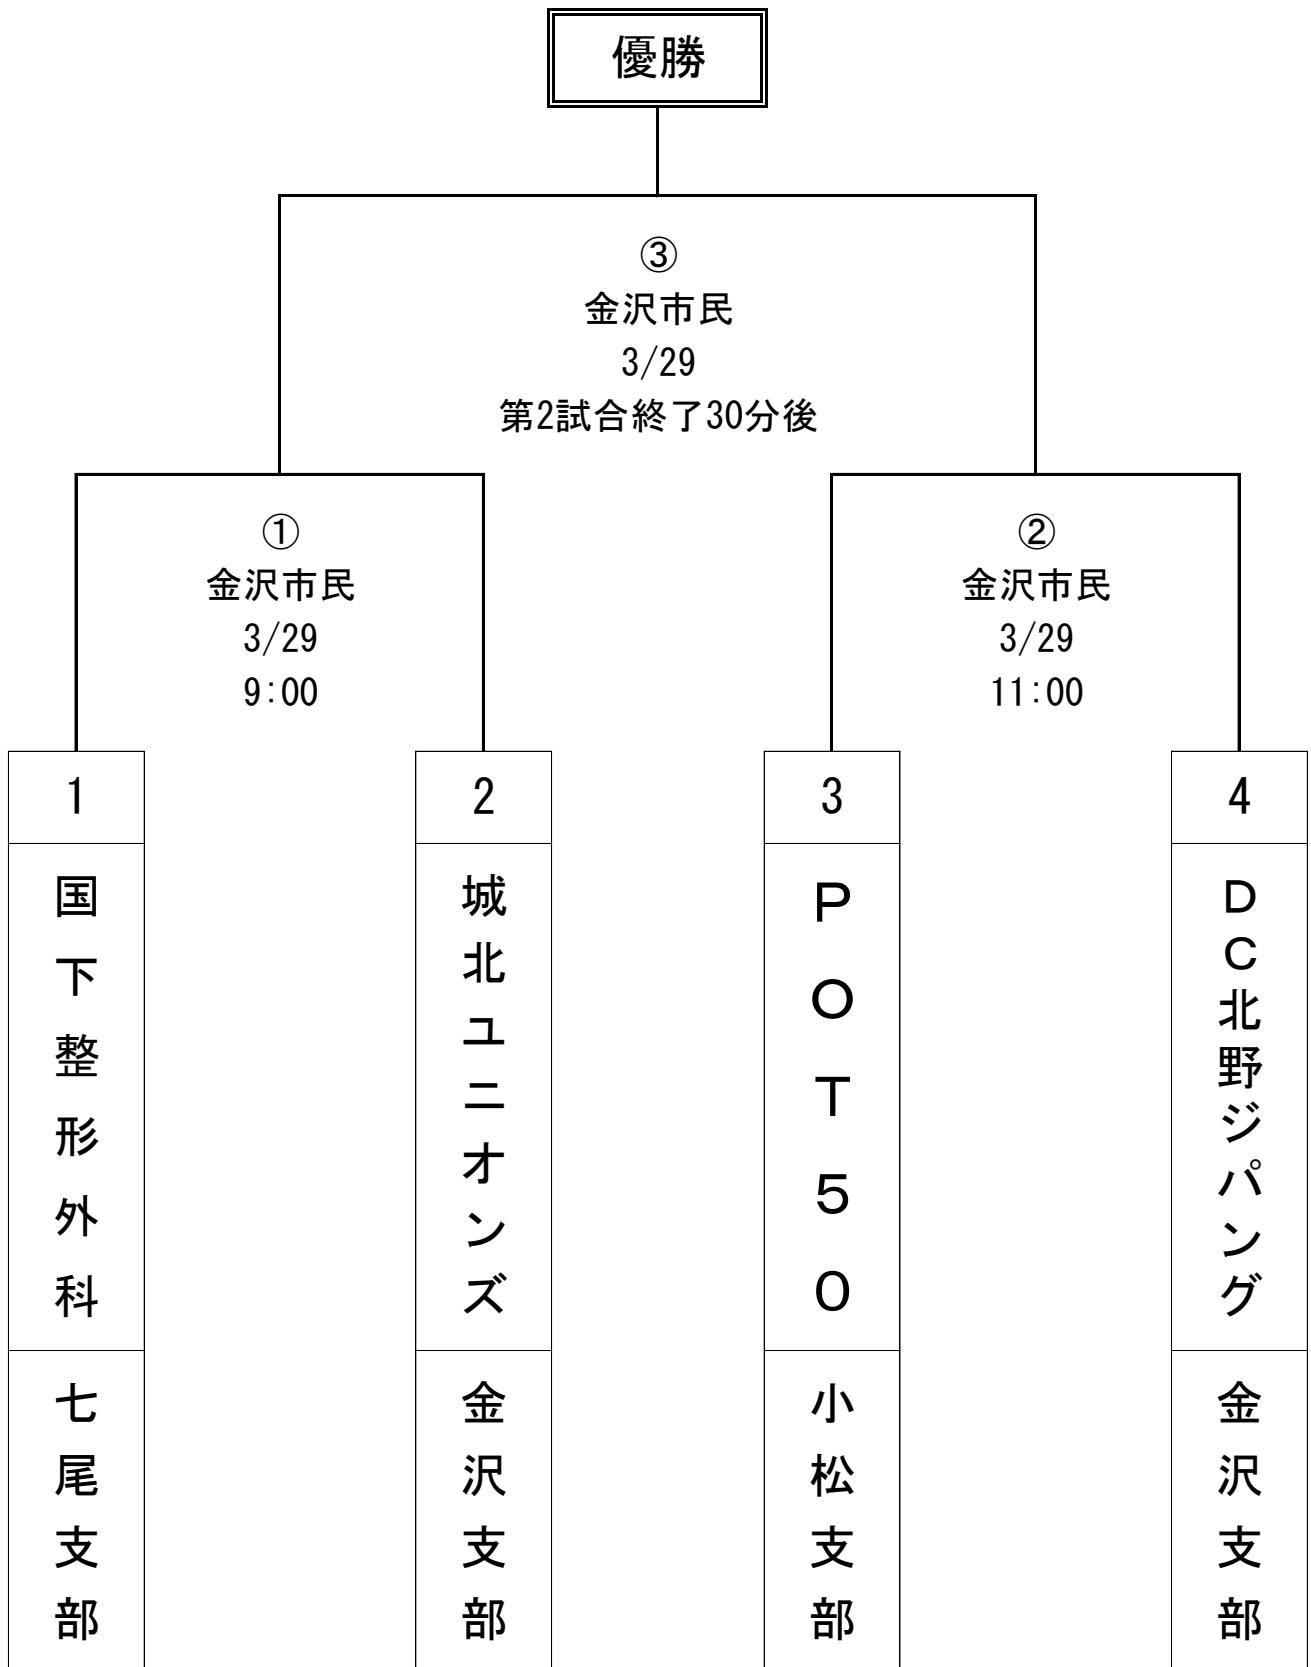 優勝
③
金沢市民
3/29
第2試合終了30分後
①
金沢市民
3/29
9:00
②
金沢市民
3/29
11:00
1
国下整形外科
七尾支部
2
城北ユニオンズ
金沢支部
3
ＰＯＴ５０
小松支部
4
ＤＣ北野ジパング
金沢支部